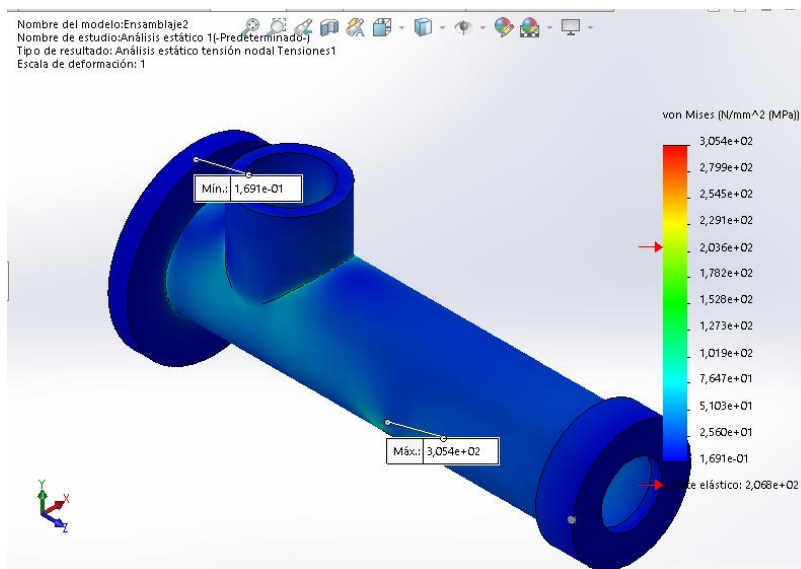 Nombre del modelo:Ensamblaje2
Nombre de estudio:Análisis estático 1(-Predeterminado-)
Tipo de resultado: Análisis estático tensión nodal Tensiones1
Escala de deformación: 1
von Mises (N/mm^2 (MPa))
3,054e+02
2,799e+02
2,545e+02
2,291e+02
2,036e+02
1,782e+02
1,528e+02
1,273e+02
1,019e+02
7,647e+01
5,103e+01
2,560e+01
1,691e-01
elástico: 2,068e+02
Mín.: 1,691e-01
Máx.: 3,054e+02
Y
X
Z